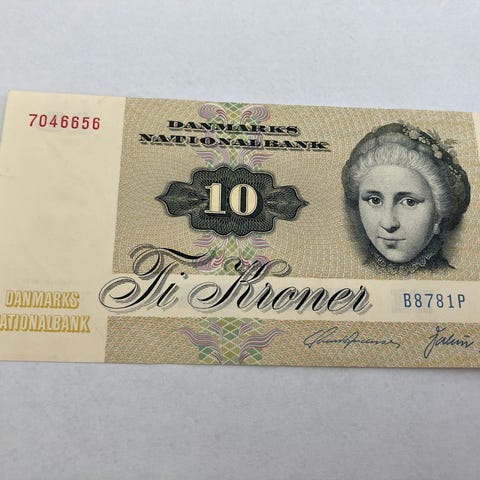 7046656
DANMARKS
NATIONALBANK
10
Ti Kroner
B8781P
DANMARKS
NATIONALBANK